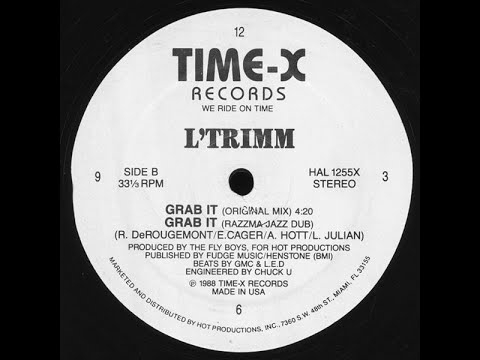 12
TIME-X
RECORDS
WE RIDE ON TIME
L'TRIMM
9
SIDE B
33⅓ RPM
HAL 1255X
STEREO
3
GRAB IT (ORIGINAL MIX) 4:20
GRAB IT (RAZZMA-JAZZ DUB)
(R. DeROUGEMONT/E.CAGER/A. HOTT/L. JULIAN)
PRODUCED BY THE FLY BOYS, FOR HOT PRODUCTIONS
PUBLISHED BY FUDGE MUSIC/HENSTONE (BMI)
BEATS BY GMC & L.E.D
ENGINEERED BY CHUCK U
℗ 1988 TIME-X RECORDS
MADE IN USA
6
MARKETED AND DISTRIBUTED BY HOT PRODUCTIONS, INC., 7360 S.W. 48th ST, MIAMI, FL 33155